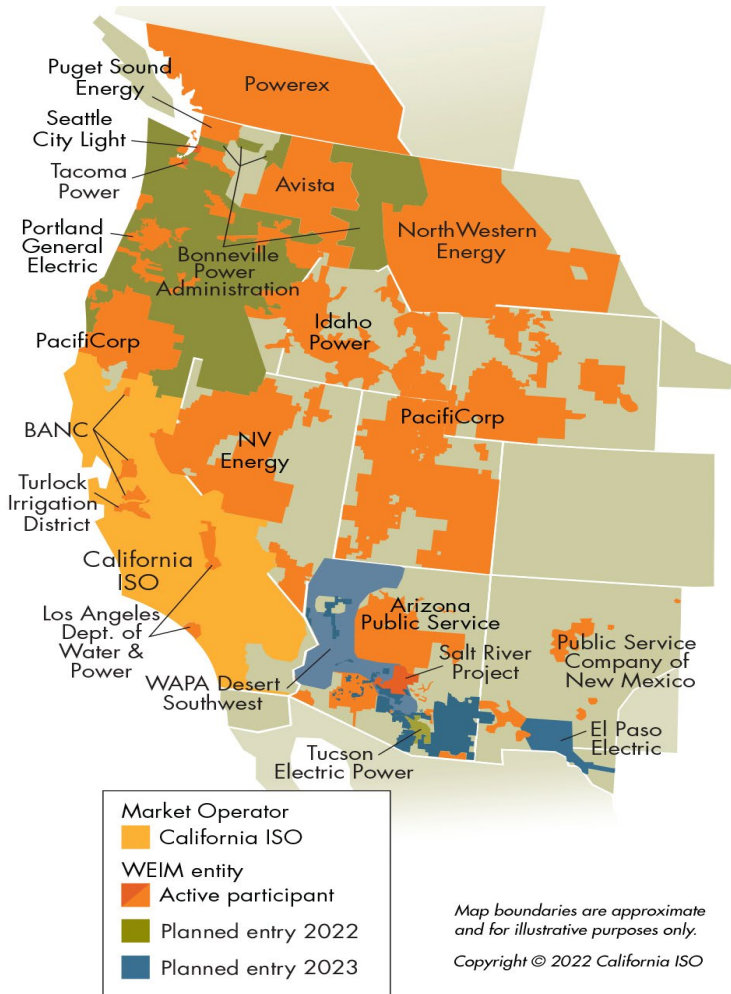 Puget Sound
Energy
Powerex
Seattle
City Light
Tacoma
Power
Avista
Portland
General
Electric
Bonneville
Power
Administration
NorthWestern
Energy
PacifiCorp
Idaho
Power
PacifiCorp
BANC
NV
Energy
Turlock
Irrigation
District
California
ISO
Los Angeles
Dept. of
Water &
Power
Arizona
Public Service
WAPA Desert
Southwest
Salt River
Project
Public Service
Company of
New Mexico
Tucson
Electric Power
El Paso
Electric
Market Operator
California ISO
WEIM entity
Active participant
Planned entry 2022
Planned entry 2023
Map boundaries are approximate
and for illustrative purposes only.
Copyright © 2022 California ISO